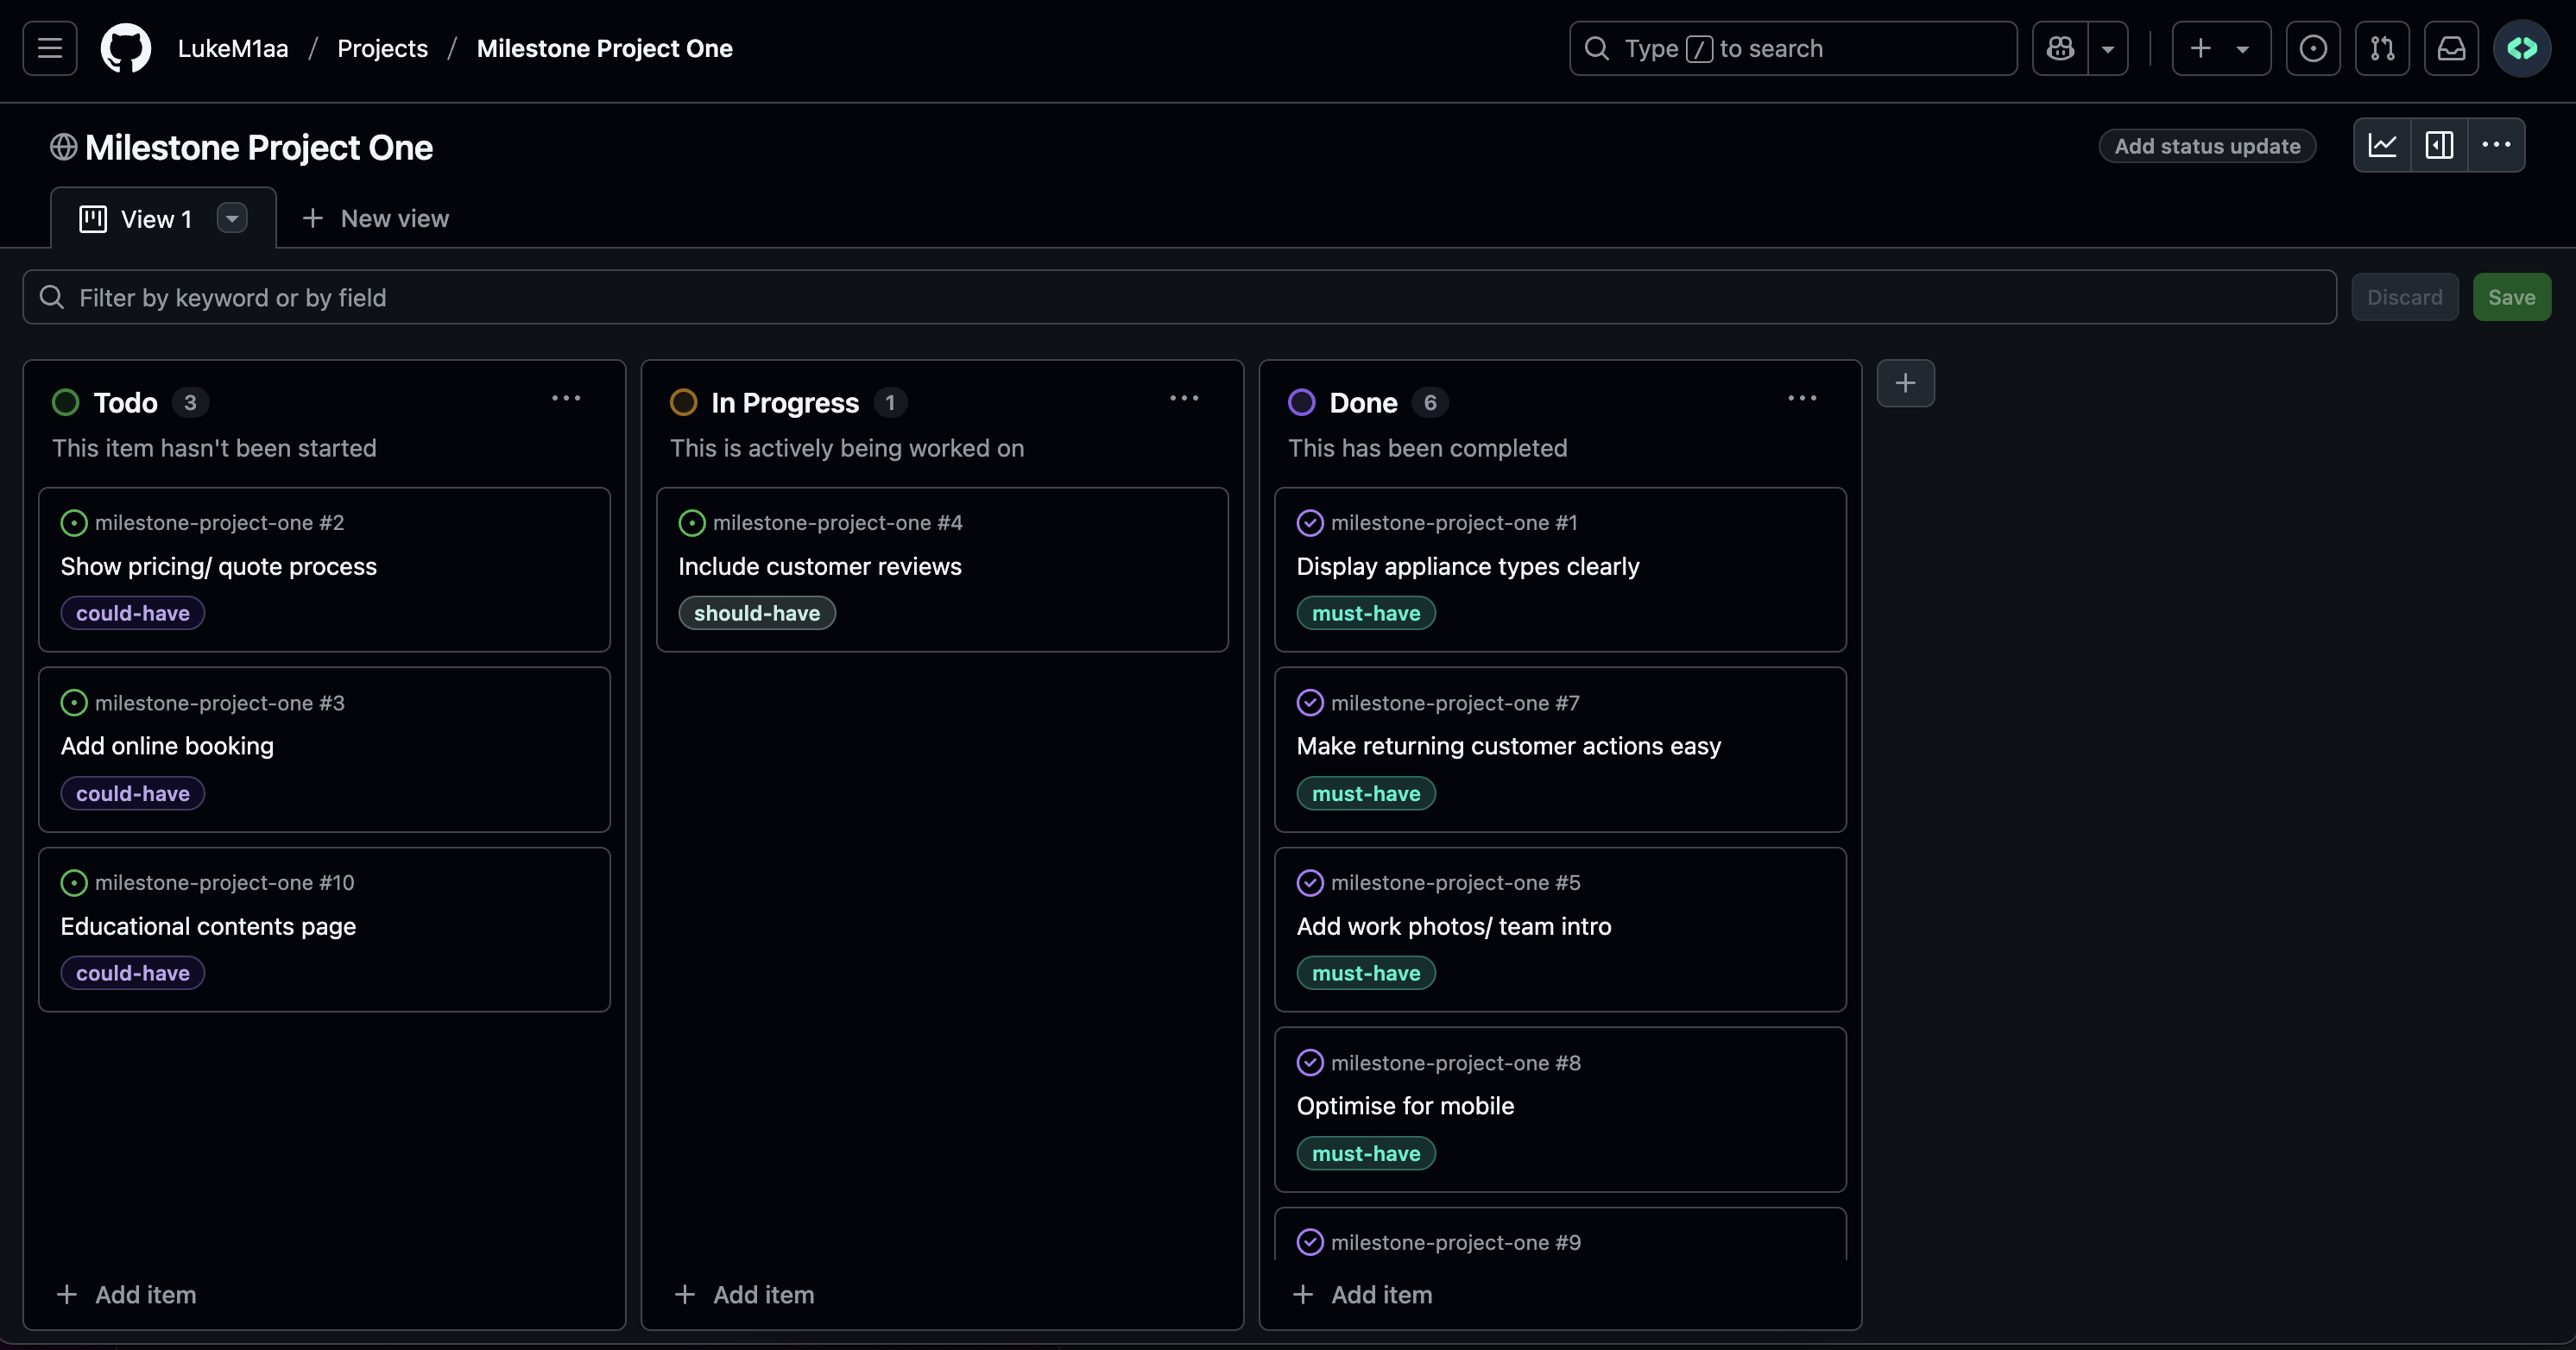 LukeM1aa / Projects / Milestone Project One
Type / to search
Milestone Project One
Add status update
View 1
New view
Filter by keyword or by field
Discard
Save
Todo 3
This item hasn't been started
milestone-project-one #2
Show pricing/ quote process
could-have
milestone-project-one #3
Add online booking
could-have
milestone-project-one #10
Educational contents page
could-have
Add item
In Progress 1
This is actively being worked on
milestone-project-one #4
Include customer reviews
should-have
Add item
Done 6
This has been completed
milestone-project-one #1
Display appliance types clearly
must-have
milestone-project-one #7
Make returning customer actions easy
must-have
milestone-project-one #5
Add work photos/ team intro
must-have
milestone-project-one #8
Optimise for mobile
must-have
milestone-project-one #9
Add item